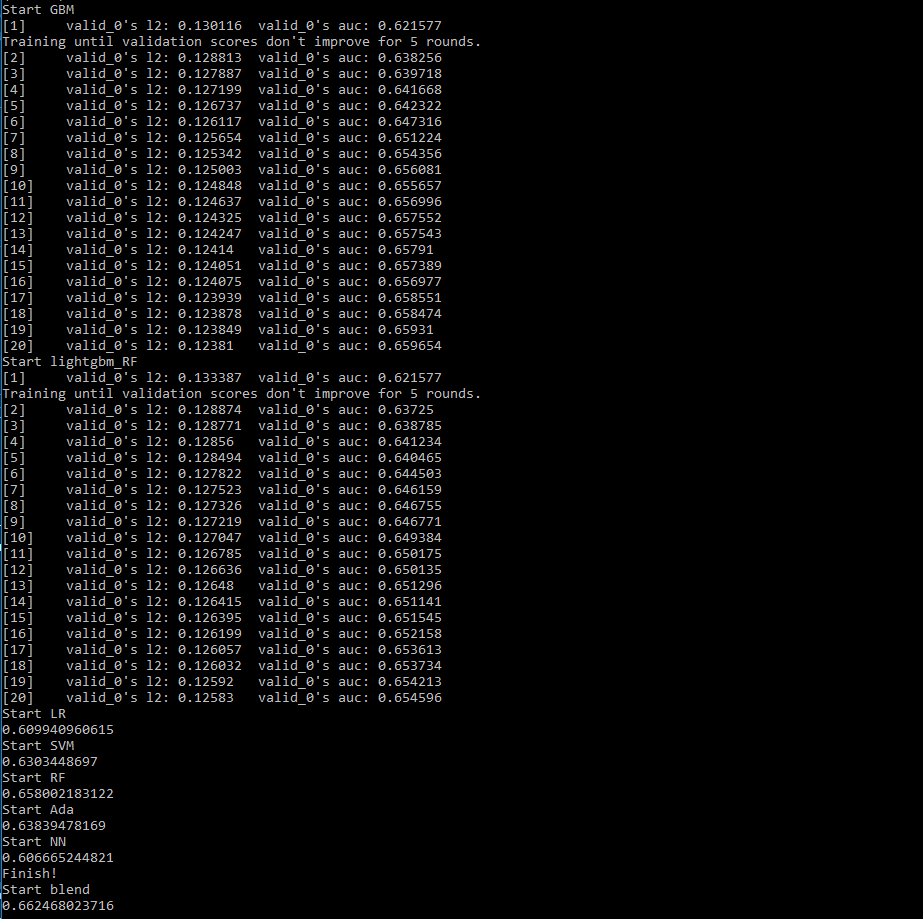 Start GBM
[1]	valid_0's l2: 0.130116	valid_0's auc: 0.621577
Training until validation scores don't improve for 5 rounds.
[2]	valid_0's l2: 0.128813	valid_0's auc: 0.638256
[3]	valid_0's l2: 0.127887	valid_0's auc: 0.639718
[4]	valid_0's l2: 0.127199	valid_0's auc: 0.641668
[5]	valid_0's l2: 0.126737	valid_0's auc: 0.642322
[6]	valid_0's l2: 0.126117	valid_0's auc: 0.647316
[7]	valid_0's l2: 0.125654	valid_0's auc: 0.651224
[8]	valid_0's l2: 0.125342	valid_0's auc: 0.654356
[9]	valid_0's l2: 0.125003	valid_0's auc: 0.656081
[10]	valid_0's l2: 0.124848	valid_0's auc: 0.655657
[11]	valid_0's l2: 0.124637	valid_0's auc: 0.656996
[12]	valid_0's l2: 0.124325	valid_0's auc: 0.657552
[13]	valid_0's l2: 0.124247	valid_0's auc: 0.657543
[14]	valid_0's l2: 0.12414	valid_0's auc: 0.65791
[15]	valid_0's l2: 0.124051	valid_0's auc: 0.657389
[16]	valid_0's l2: 0.124075	valid_0's auc: 0.656977
[17]	valid_0's l2: 0.123939	valid_0's auc: 0.658551
[18]	valid_0's l2: 0.123878	valid_0's auc: 0.658474
[19]	valid_0's l2: 0.123849	valid_0's auc: 0.65931
[20]	valid_0's l2: 0.12381	valid_0's auc: 0.659654
Start lightgbm_RF
[1]	valid_0's l2: 0.133387	valid_0's auc: 0.621577
Training until validation scores don't improve for 5 rounds.
[2]	valid_0's l2: 0.128874	valid_0's auc: 0.63725
[3]	valid_0's l2: 0.128771	valid_0's auc: 0.638785
[4]	valid_0's l2: 0.12856	valid_0's auc: 0.641234
[5]	valid_0's l2: 0.128494	valid_0's auc: 0.640465
[6]	valid_0's l2: 0.127822	valid_0's auc: 0.644503
[7]	valid_0's l2: 0.127523	valid_0's auc: 0.646159
[8]	valid_0's l2: 0.127326	valid_0's auc: 0.646755
[9]	valid_0's l2: 0.127219	valid_0's auc: 0.646771
[10]	valid_0's l2: 0.127047	valid_0's auc: 0.649384
[11]	valid_0's l2: 0.126785	valid_0's auc: 0.650175
[12]	valid_0's l2: 0.126636	valid_0's auc: 0.650135
[13]	valid_0's l2: 0.12648	valid_0's auc: 0.651296
[14]	valid_0's l2: 0.126415	valid_0's auc: 0.651141
[15]	valid_0's l2: 0.126395	valid_0's auc: 0.651545
[16]	valid_0's l2: 0.126199	valid_0's auc: 0.652158
[17]	valid_0's l2: 0.126057	valid_0's auc: 0.653613
[18]	valid_0's l2: 0.126032	valid_0's auc: 0.653734
[19]	valid_0's l2: 0.12592	valid_0's auc: 0.654213
[20]	valid_0's l2: 0.12583	valid_0's auc: 0.654596
Start LR
0.609940960615
Start SVM
0.6303448697
Start RF
0.658002183122
Start Ada
0.63839478169
Start NN
0.606665244821
Finish!
Start blend
0.662468023716